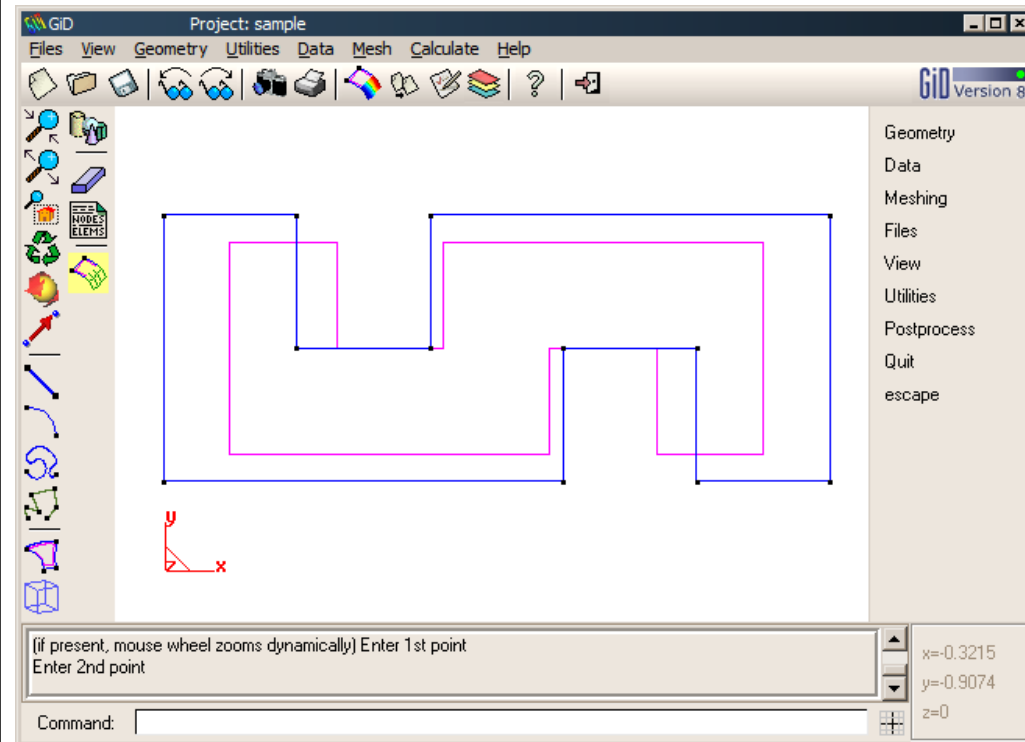 GiD Project: sample
Files View Geometry Utilities Data Mesh Calculate Help
GiD Version 8
NODES
ELEMS
Geometry
Data
Meshing
Files
View
Utilities
Postprocess
Quit
escape
y
z x
(if present, mouse wheel zooms dynamically) Enter 1st point
Enter 2nd point
x=-0.3215
y=-0.9074
z=0
Command: